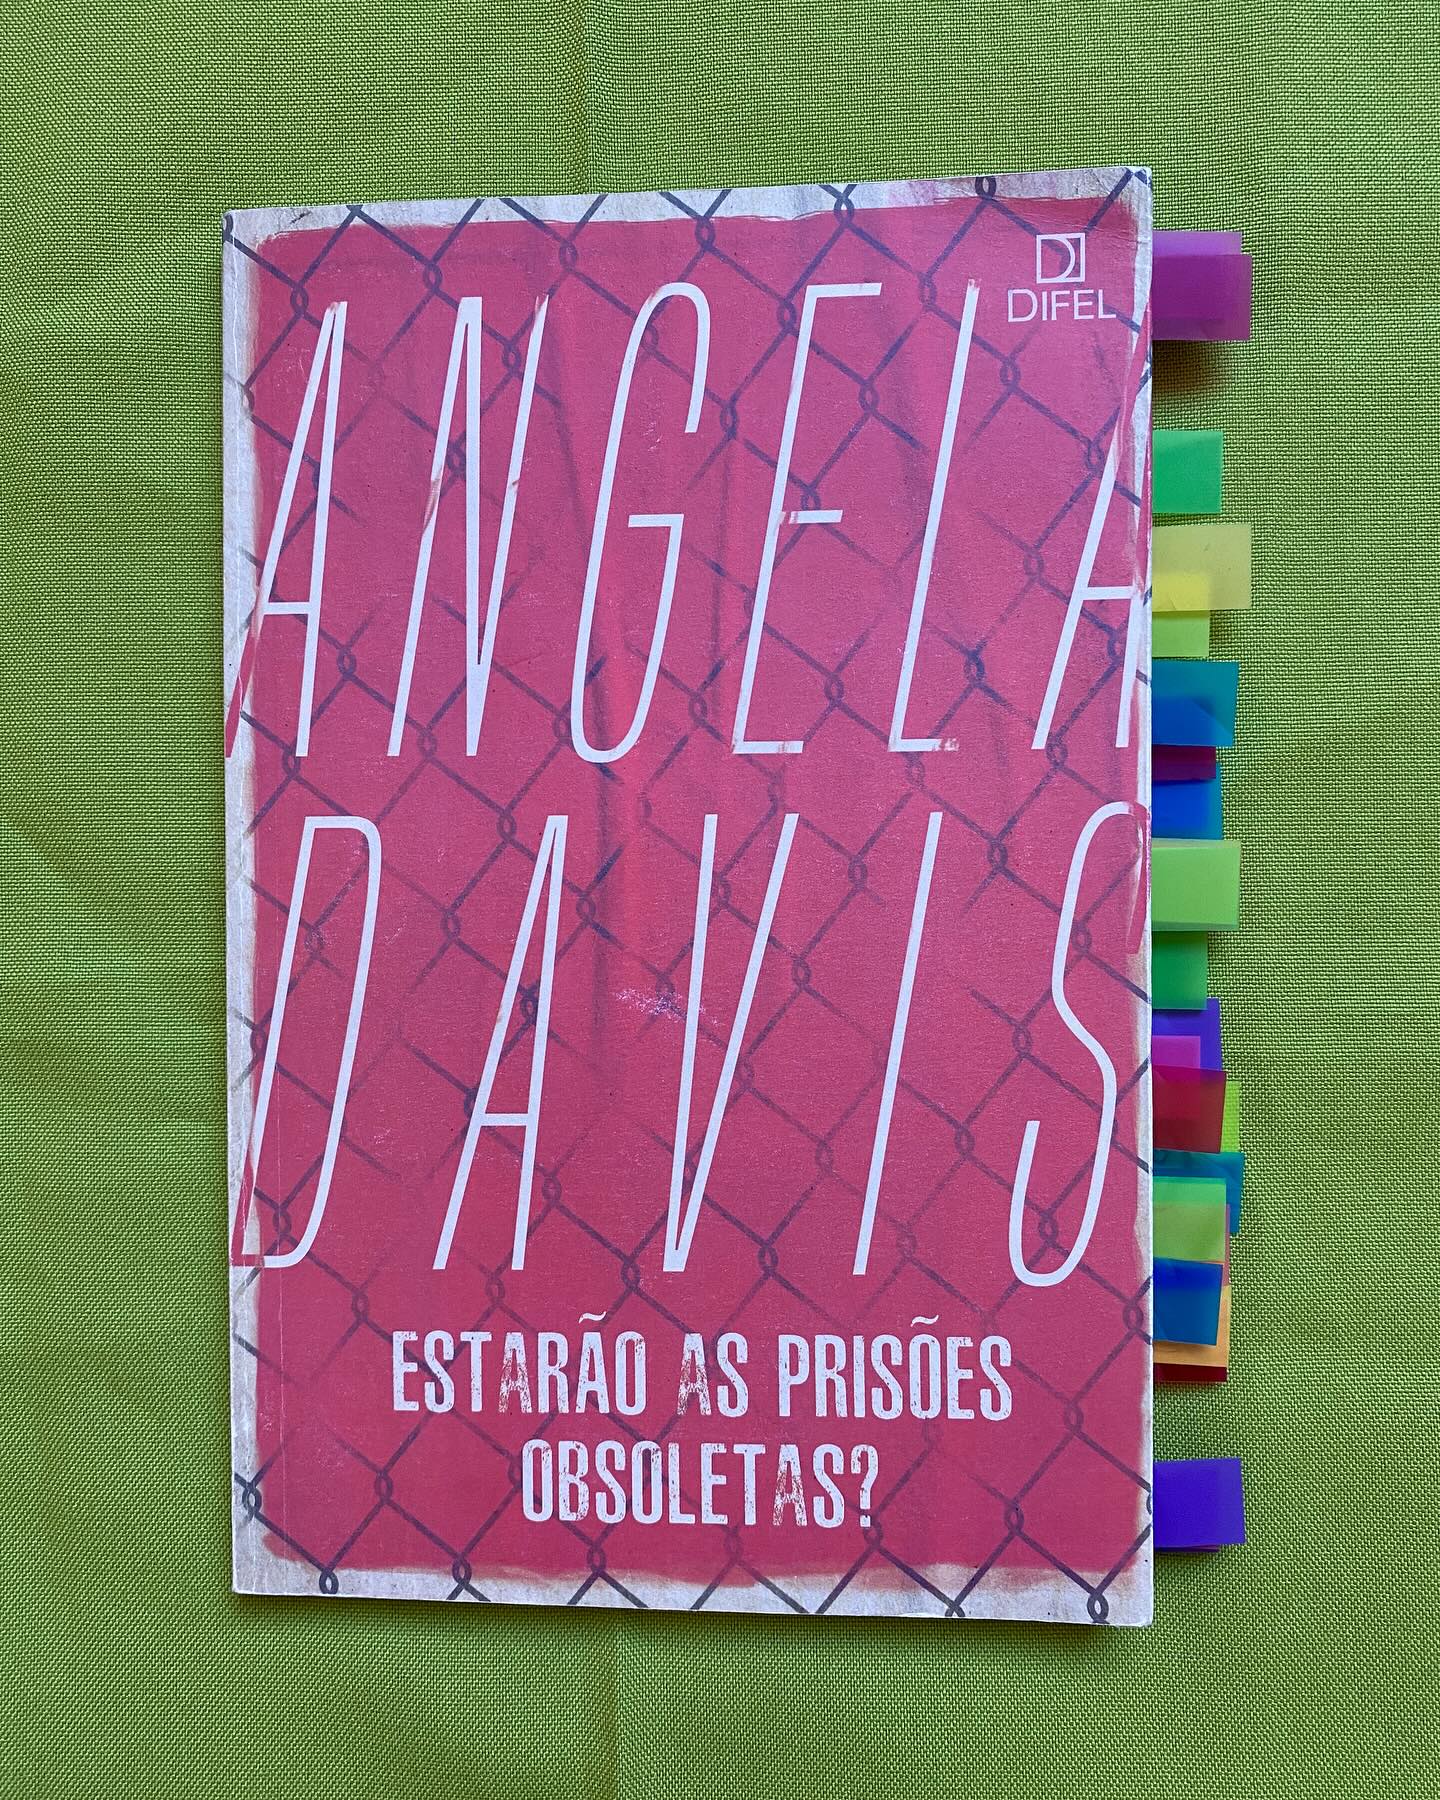 DIFEL
ANGELA
DAVIS
ESTARÃO AS PRISÕES
OBSOLETAS?